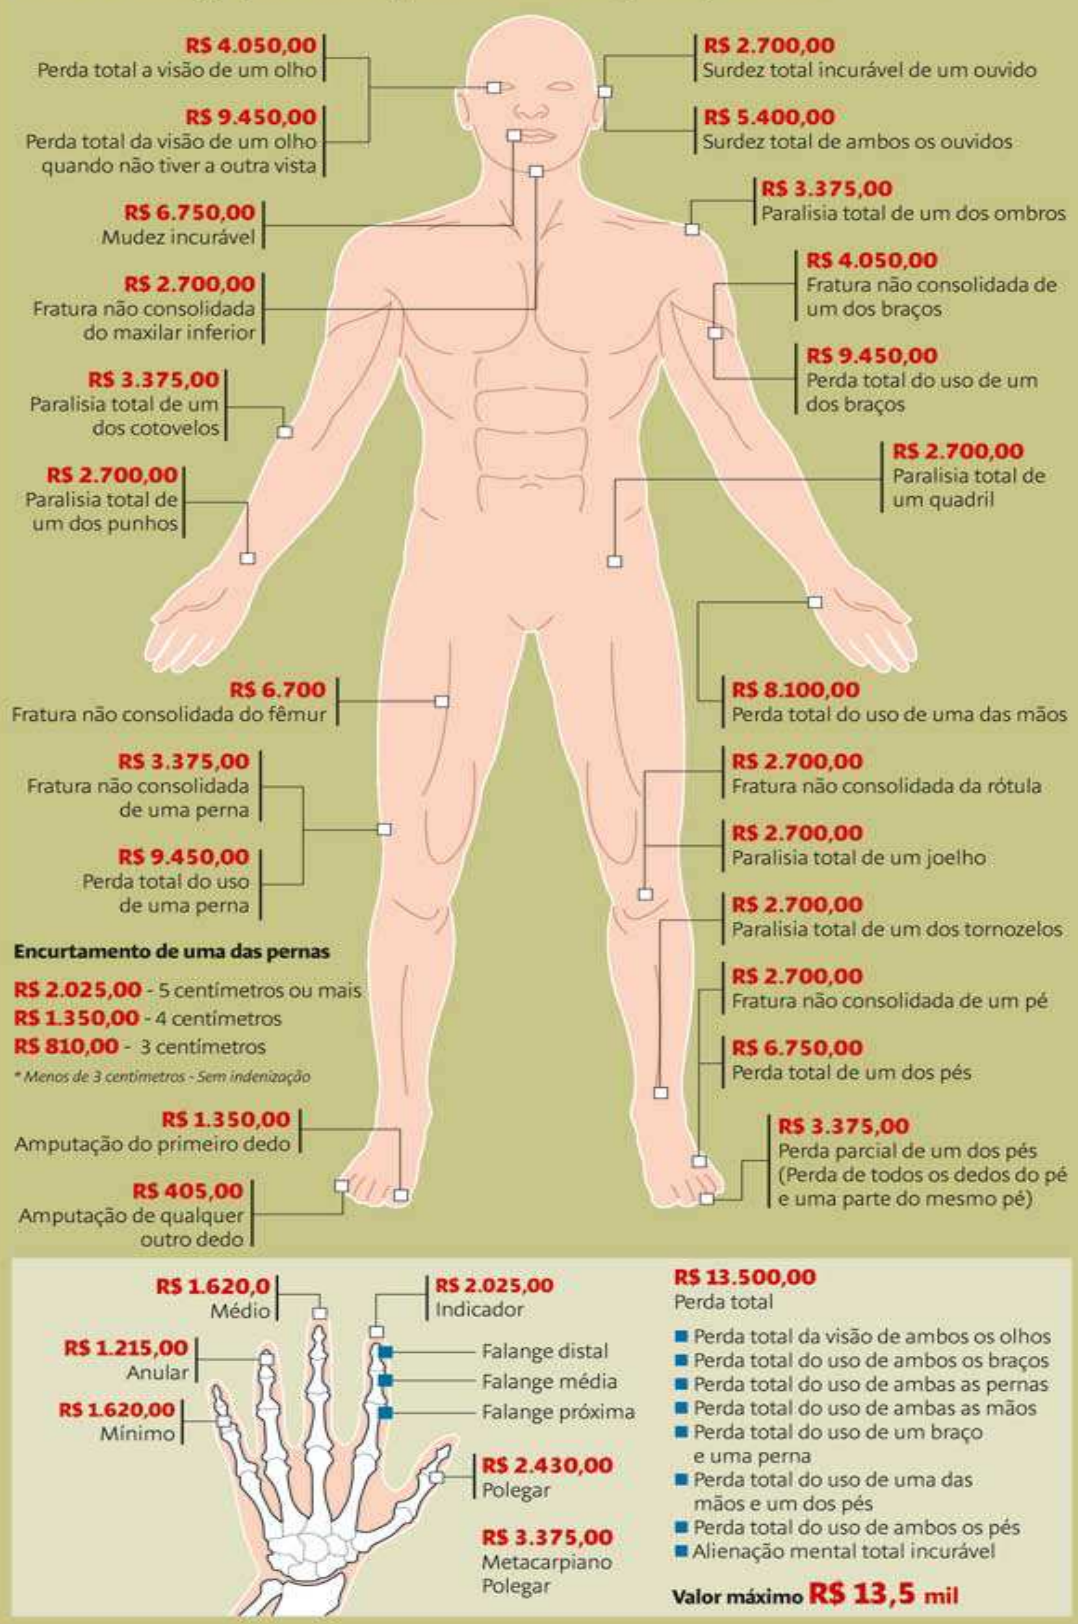 R$ 4.050,00
Perda total a visão de um olho
R$ 9.450,00
Perda total da visão de um olho
quando não tiver a outra vista
R$ 6.750,00
Mudez incurável
R$ 2.700,00
Fratura não consolidada
do maxilar inferior
R$ 3.375,00
Paralisia total de um
dos cotovelos
R$ 2.700,00
Paralisia total de
um dos punhos
R$ 2.700,00
Surdez total incurável de um ouvido
R$ 5.400,00
Surdez total de ambos os ouvidos
R$ 3.375,00
Paralisia total de um dos ombros
R$ 4.050,00
Fratura não consolidada de
um dos braços
R$ 9.450,00
Perda total do uso de um
dos braços
R$ 2.700,00
Paralisia total de
um quadril
R$ 6.700
Fratura não consolidada do fêmur
R$ 3.375,00
Fratura não consolidada
de uma perna
R$ 9.450,00
Perda total do uso
de uma perna
Encurtamento de uma das pernas
R$ 2.025,00 - 5 centímetros ou mais
R$ 1.350,00 - 4 centímetros
R$ 810,00 - 3 centímetros
* Menos de 3 centímetros - Sem indenização
R$ 1.350,00
Amputação do primeiro dedo
R$ 405,00
Amputação de qualquer
outro dedo
R$ 8.100,00
Perda total do uso de uma das mãos
R$ 2.700,00
Fratura não consolidada da rótula
R$ 2.700,00
Paralisia total de um joelho
R$ 2.700,00
Paralisia total de um dos tornozelos
R$ 2.700,00
Fratura não consolidada de um pé
R$ 6.750,00
Perda total de um dos pés
R$ 3.375,00
Perda parcial de um dos pés
(Perda de todos os dedos do pé
e uma parte do mesmo pé)
R$ 1.620,0
Médio
R$ 1.215,00
Anular
R$ 1.620,00
Mínimo
R$ 2.025,00
Indicador
Falange distal
Falange média
Falange próxima
R$ 2.430,00
Polegar
R$ 3.375,00
Metacarpiano
Polegar
R$ 13.500,00
Perda total
Perda total da visão de ambos os olhos
Perda total do uso de ambos os braços
Perda total do uso de ambas as pernas
Perda total do uso de ambas as mãos
Perda total do uso de um braço
e uma perna
Perda total do uso de uma das
mãos e um dos pés
Perda total do uso de ambos os pés
Alienação mental total incurável
Valor máximo R$ 13,5 mil